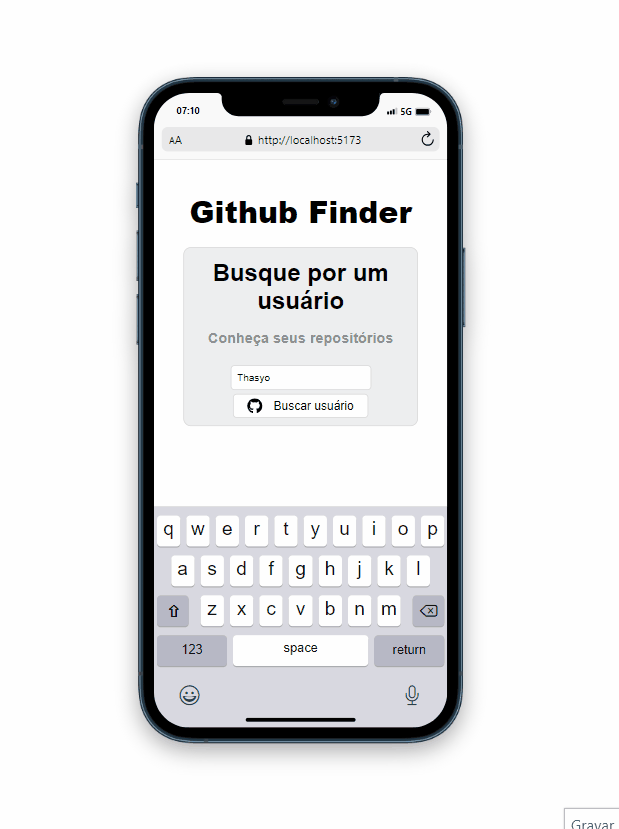 07:10 5G
AA http://localhost:5173
Github Finder
Busque por um
usuário
Conheça seus repositórios
Thasyo
Buscar usuário
q w e r t y u i o p
a s d f g h j k l
z x c v b n m
123 space return
Gravar